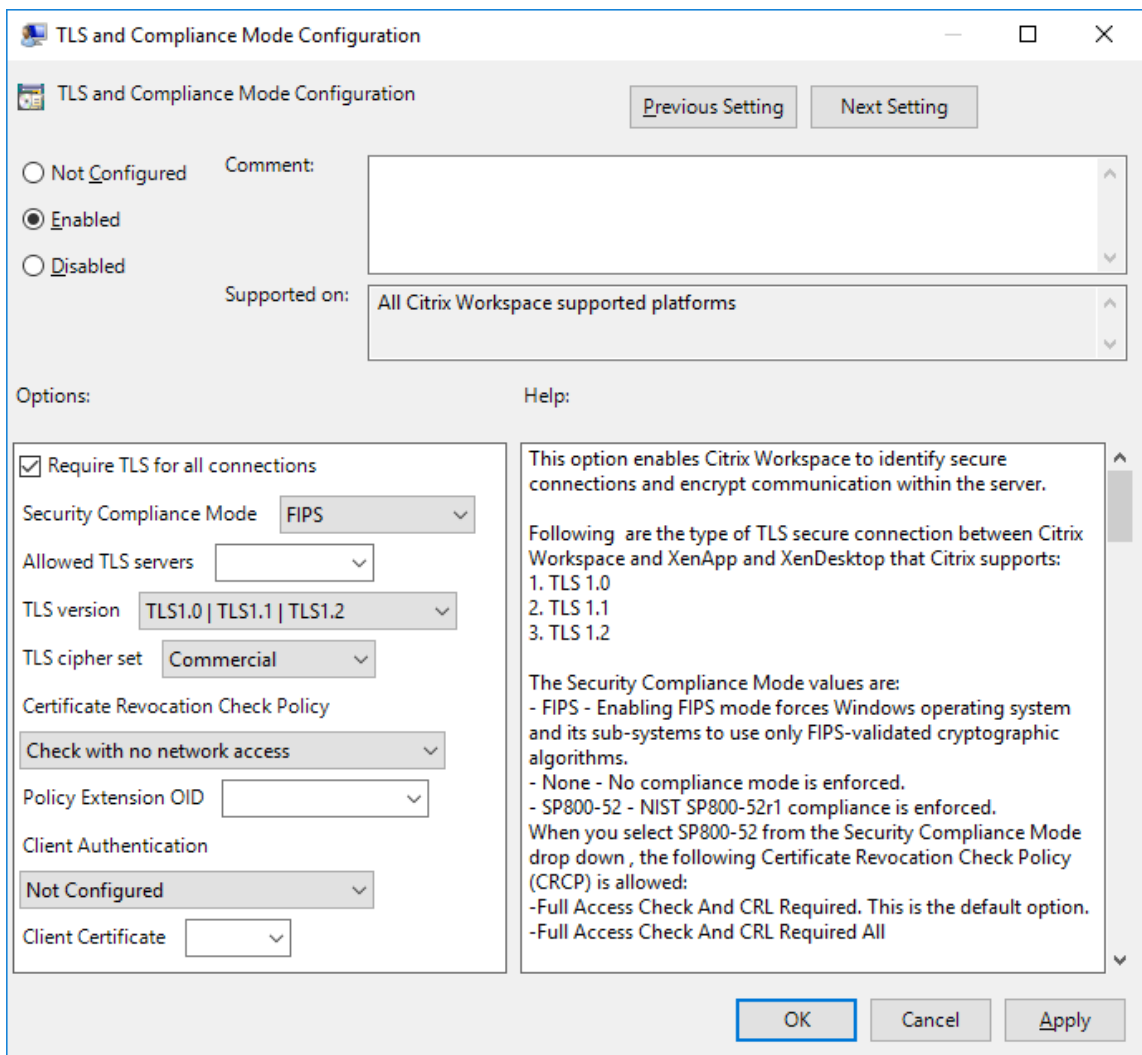 TLS and Compliance Mode Configuration
TLS and Compliance Mode Configuration
Previous Setting
Next Setting
Not Configured
Comment:
Enabled
Disabled
Supported on:
All Citrix Workspace supported platforms
Options:
Help:
Require TLS for all connections
Security Compliance Mode
FIPS
Allowed TLS servers
TLS version
TLS1.0 | TLS1.1 | TLS1.2
TLS cipher set
Commercial
Certificate Revocation Check Policy
Check with no network access
Policy Extension OID
Client Authentication
Not Configured
Client Certificate
This option enables Citrix Workspace to identify secure
connections and encrypt communication within the server.
Following  are the type of TLS secure connection between Citrix
Workspace and XenApp and XenDesktop that Citrix supports:
1. TLS 1.0
2. TLS 1.1
3. TLS 1.2
The Security Compliance Mode values are:
- FIPS - Enabling FIPS mode forces Windows operating system
and its sub-systems to use only FIPS-validated cryptographic
algorithms.
- None - No compliance mode is enforced.
- SP800-52 - NIST SP800-52r1 compliance is enforced.
When you select SP800-52 from the Security Compliance Mode
drop down , the following Certificate Revocation Check Policy
(CRCP) is allowed:
-Full Access Check And CRL Required. This is the default option.
-Full Access Check And CRL Required All
OK
Cancel
Apply